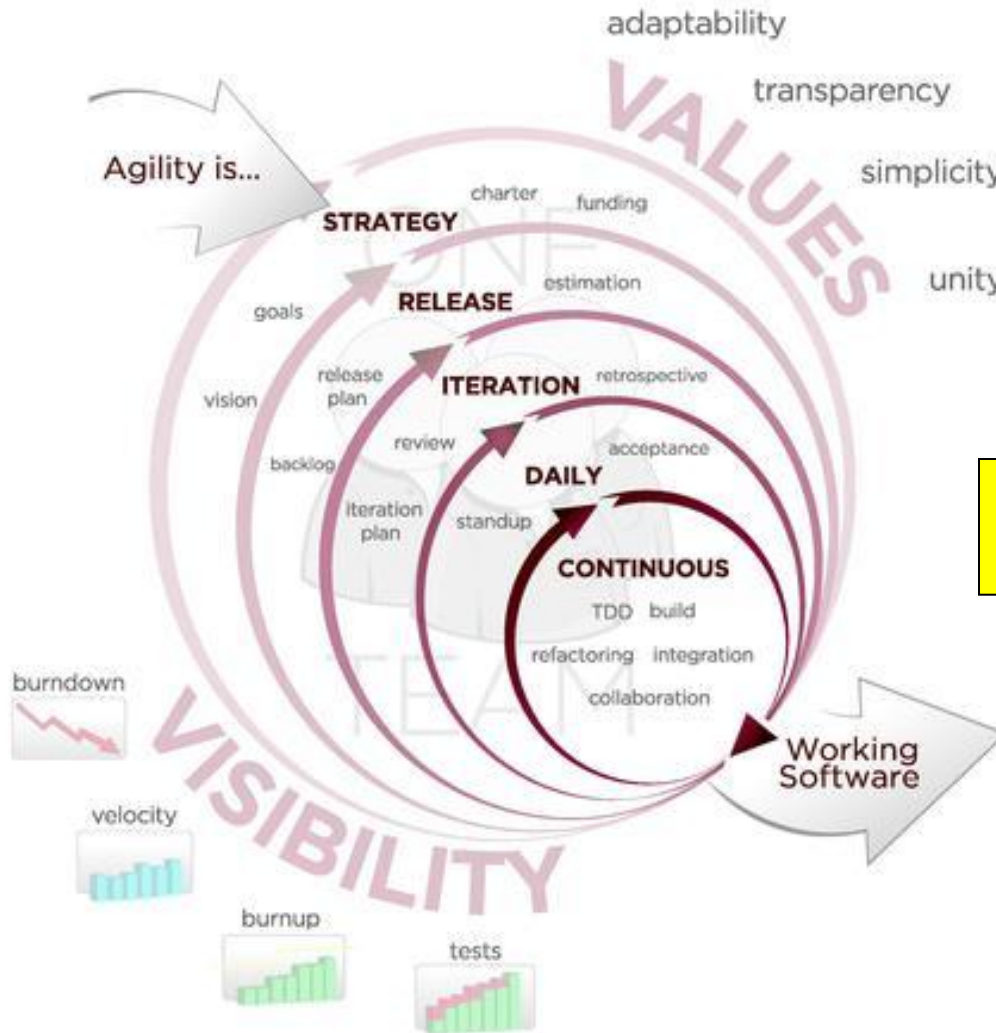 adaptability
transparency
simplicity
unity
VALUES
Agility is...
STRATEGY
charter
funding
goals
vision
RELEASE
estimation
release
plan
backlog
ITERATION
retrospective
review
iteration
plan
DAILY
acceptance
standup
CONTINUOUS
TDD build
refactoring integration
collaboration
ONE
TEAM
Working
Software
VISIBILITY
burndown
velocity
burnup
tests